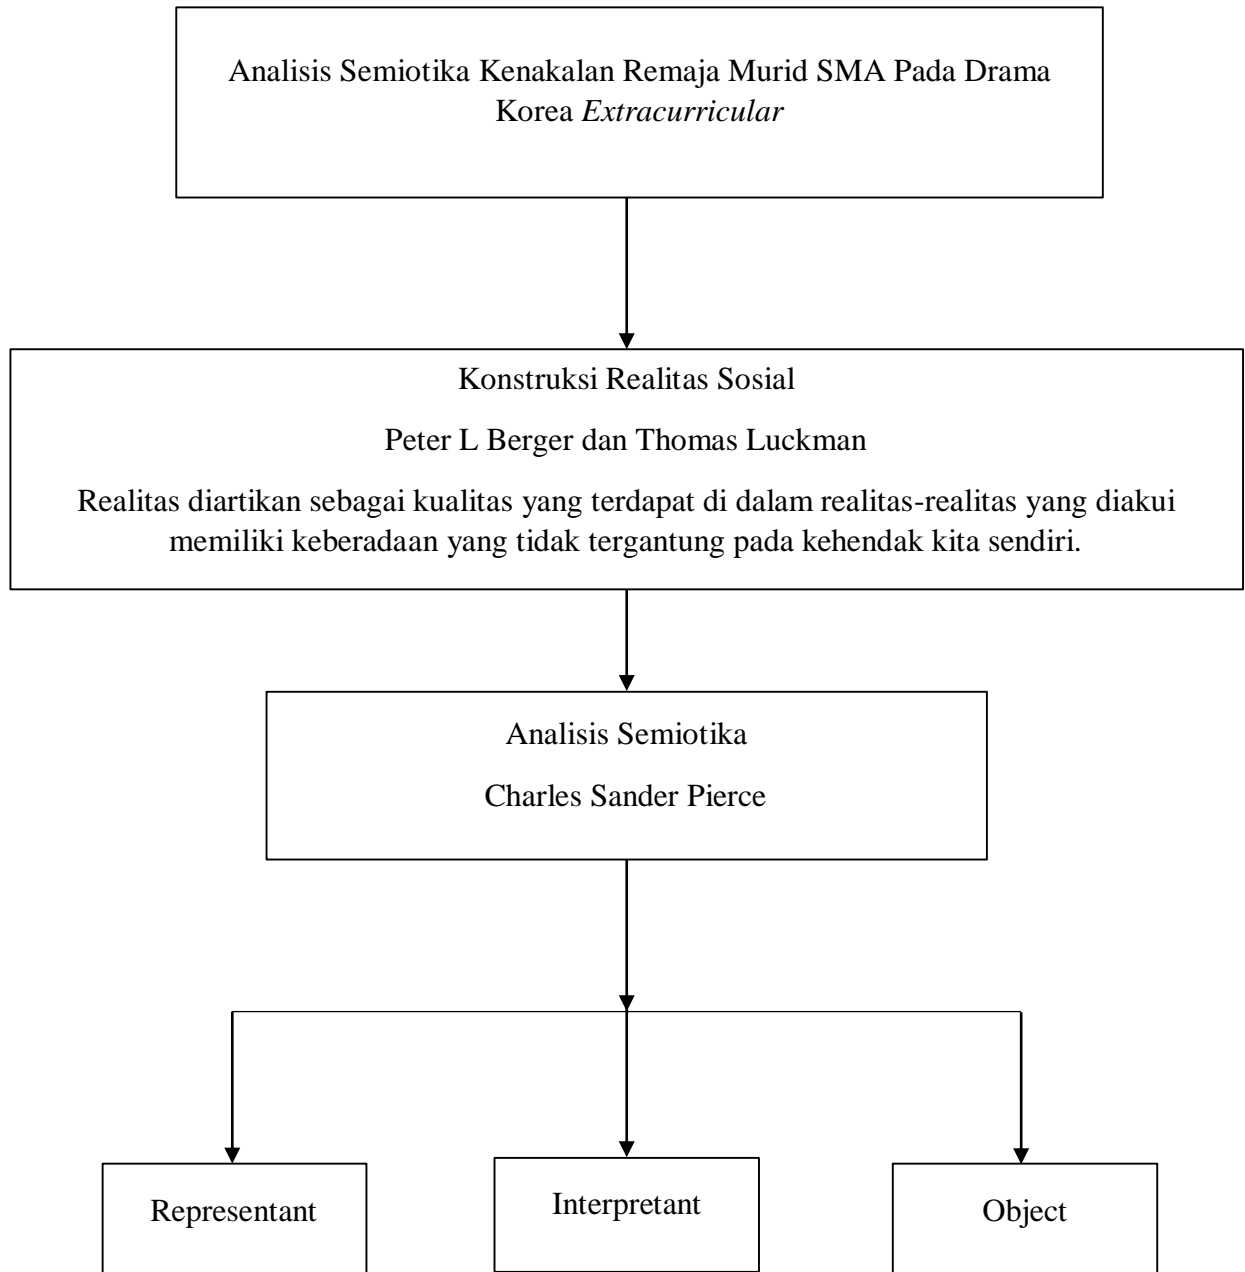 Analisis Semiotika Kenakalan Remaja Murid SMA Pada Drama
Korea Extracurricular
Konstruksi Realitas Sosial
Peter L Berger dan Thomas Luckman
Realitas diartikan sebagai kualitas yang terdapat di dalam realitas-realitas yang diakui
memiliki keberadaan yang tidak tergantung pada kehendak kita sendiri.
Analisis Semiotika
Charles Sander Pierce
Representant
Interpretant
Object